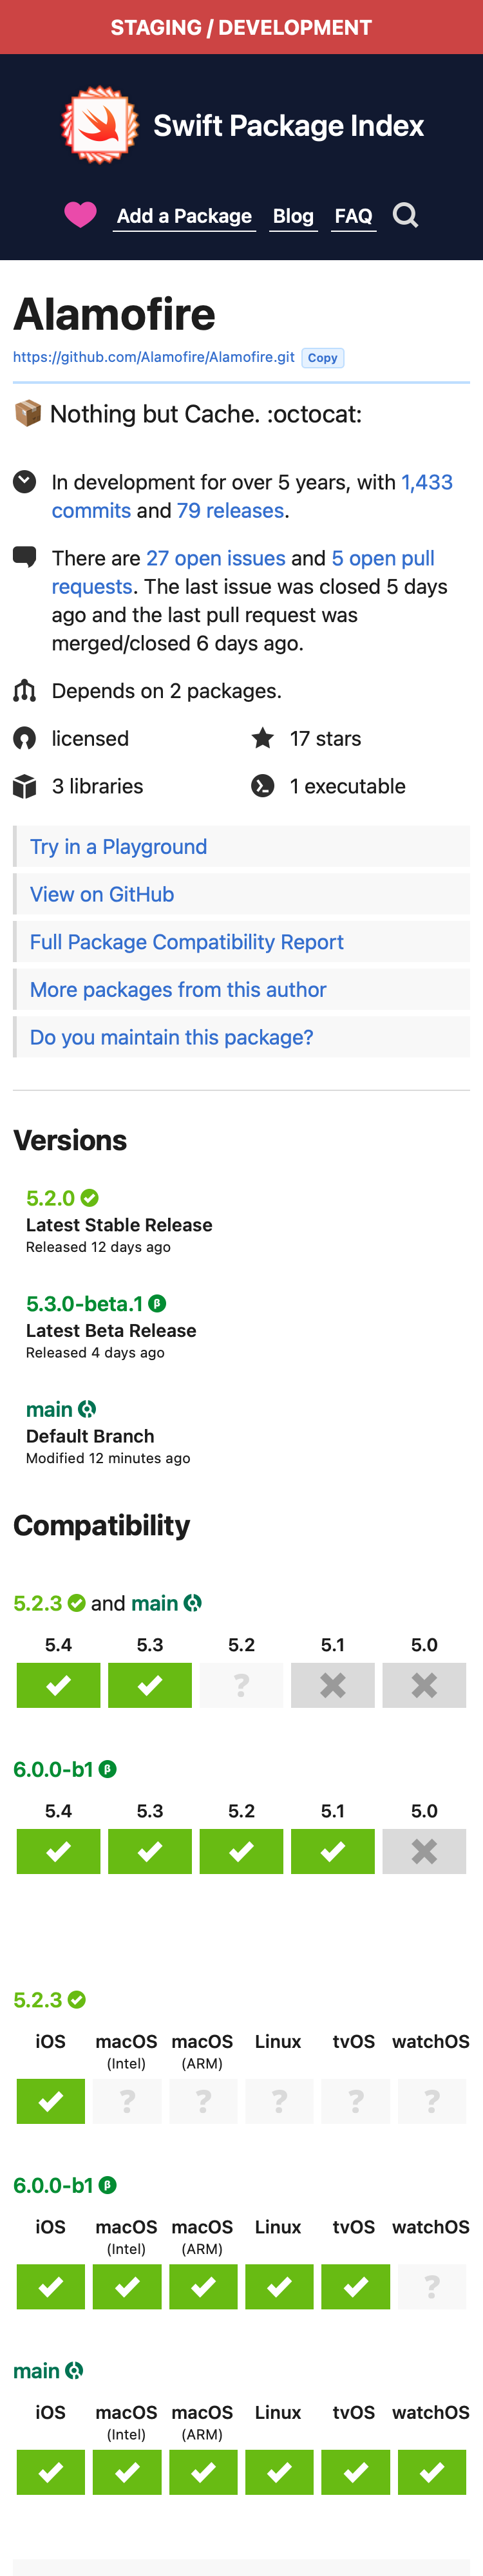 STAGING / DEVELOPMENT
Swift Package Index
Add a Package Blog FAQ
Alamofire
https://github.com/Alamofire/Alamofire.git Copy
📦 Nothing but Cache. :octocat:
In development for over 5 years, with 1,433
commits and 79 releases.
There are 27 open issues and 5 open pull
requests. The last issue was closed 5 days
ago and the last pull request was
merged/closed 6 days ago.
Depends on 2 packages.
licensed 17 stars
3 libraries 1 executable
Try in a Playground
View on GitHub
Full Package Compatibility Report
More packages from this author
Do you maintain this package?
Versions
5.2.0
Latest Stable Release
Released 12 days ago
5.3.0-beta.1 β
Latest Beta Release
Released 4 days ago
main
Default Branch
Modified 12 minutes ago
Compatibility
5.2.3 and main
5.4 5.3 5.2 5.1 5.0
?
6.0.0-b1 β
5.4 5.3 5.2 5.1 5.0
5.2.3
iOS macOS macOS Linux tvOS watchOS
(Intel) (ARM)
? ? ? ? ?
6.0.0-b1 β
iOS macOS macOS Linux tvOS watchOS
(Intel) (ARM)
?
main
iOS macOS macOS Linux tvOS watchOS
(Intel) (ARM)